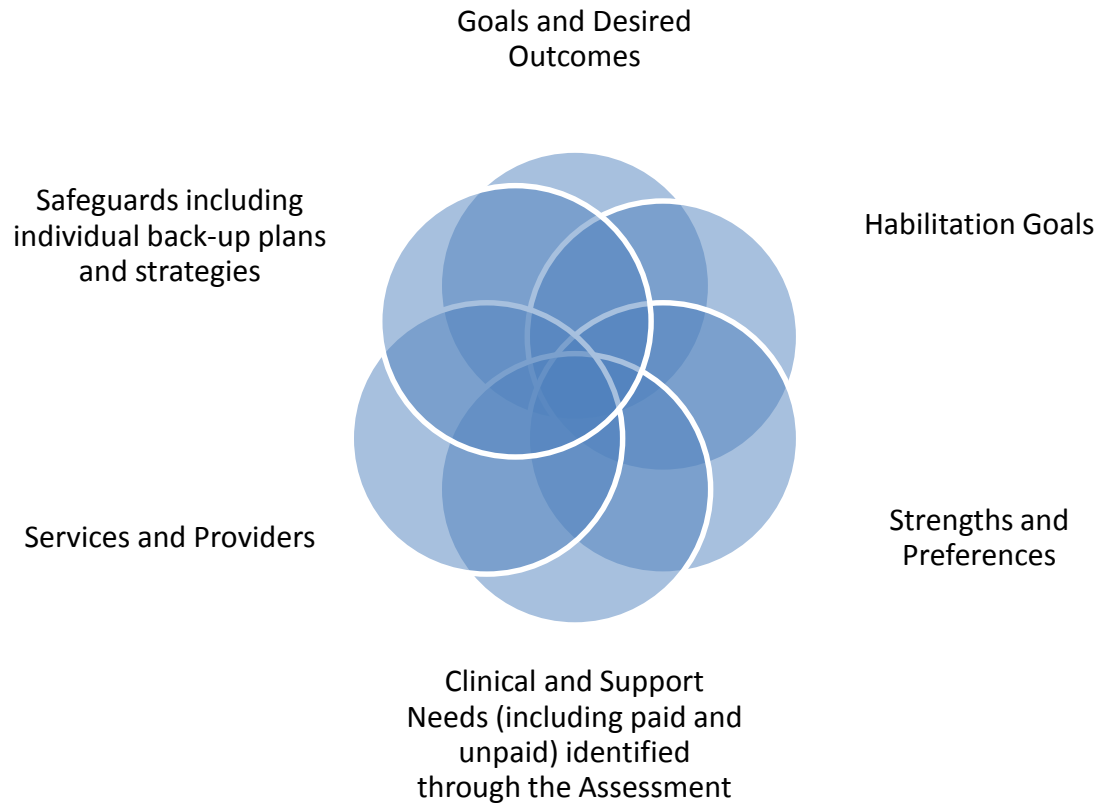 Goals and Desired
Outcomes
Safeguards including
individual back-up plans
and strategies
Habilitation Goals
Services and Providers
Strengths and
Preferences
Clinical and Support
Needs (including paid and
unpaid) identified
through the Assessment